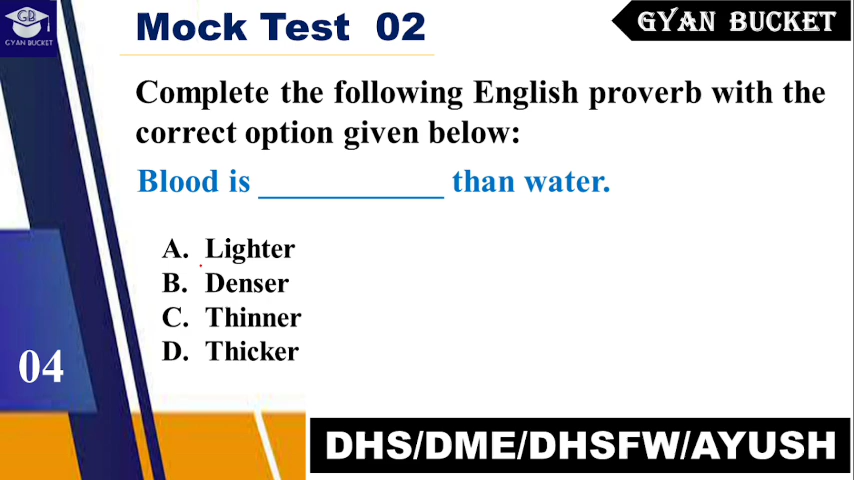 GB
GYAN BUCKET
Mock Test 02
GYAN BUCKET
Complete the following English proverb with the
correct option given below:
Blood is ____________ than water.
A. Lighter
B. Denser
C. Thinner
D. Thicker
04
DHS/DME/DHSFW/AYUSH